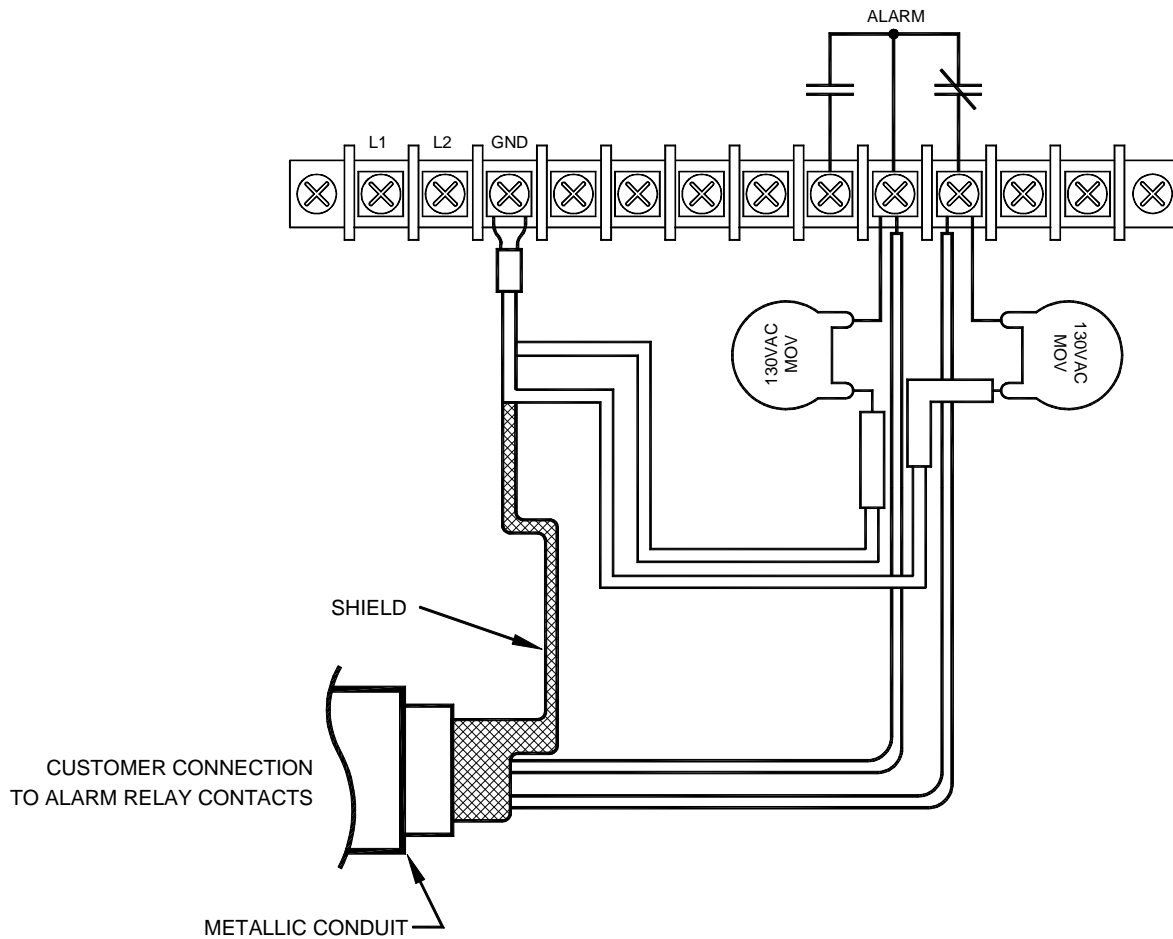 ALARM
L1 L2 GND
130VAC
MOV
130VAC
MOV
SHIELD
CUSTOMER CONNECTION
TO ALARM RELAY CONTACTS
METALLIC CONDUIT